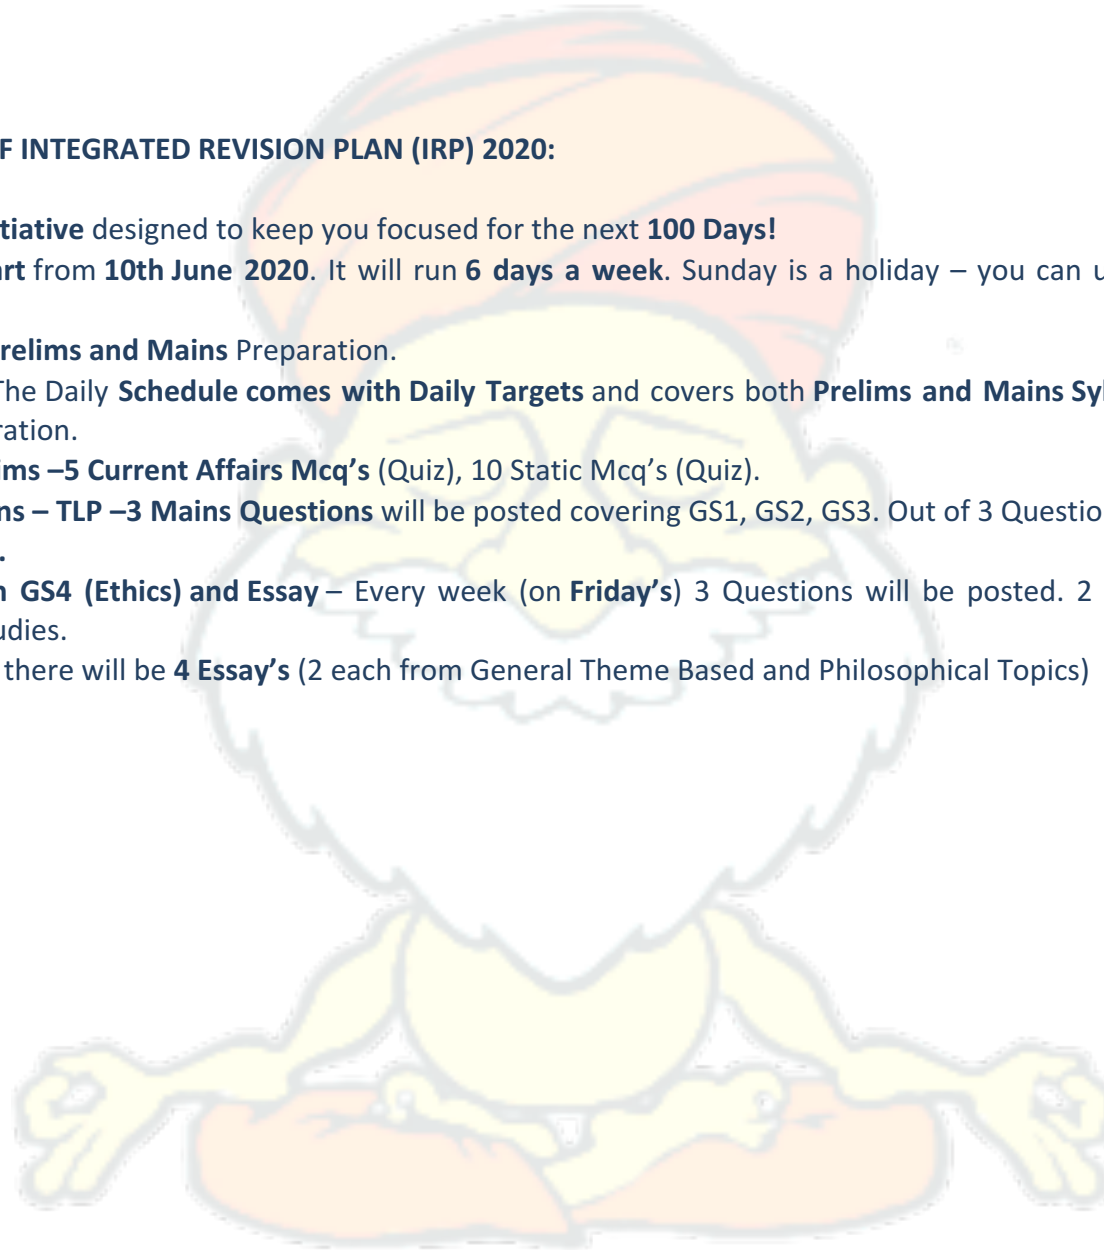 F INTEGRATED REVISION PLAN (IRP) 2020:
tiative designed to keep you focused for the next 100 Days!
art from 10th June 2020. It will run 6 days a week. Sunday is a holiday – you can u
relims and Mains Preparation.
The Daily Schedule comes with Daily Targets and covers both Prelims and Mains Syl
ration.
ims –5 Current Affairs Mcq's (Quiz), 10 Static Mcq's (Quiz).
ns – TLP –3 Mains Questions will be posted covering GS1, GS2, GS3. Out of 3 Questio
.
n GS4 (Ethics) and Essay – Every week (on Friday's) 3 Questions will be posted. 2
udies.
there will be 4 Essay's (2 each from General Theme Based and Philosophical Topics)